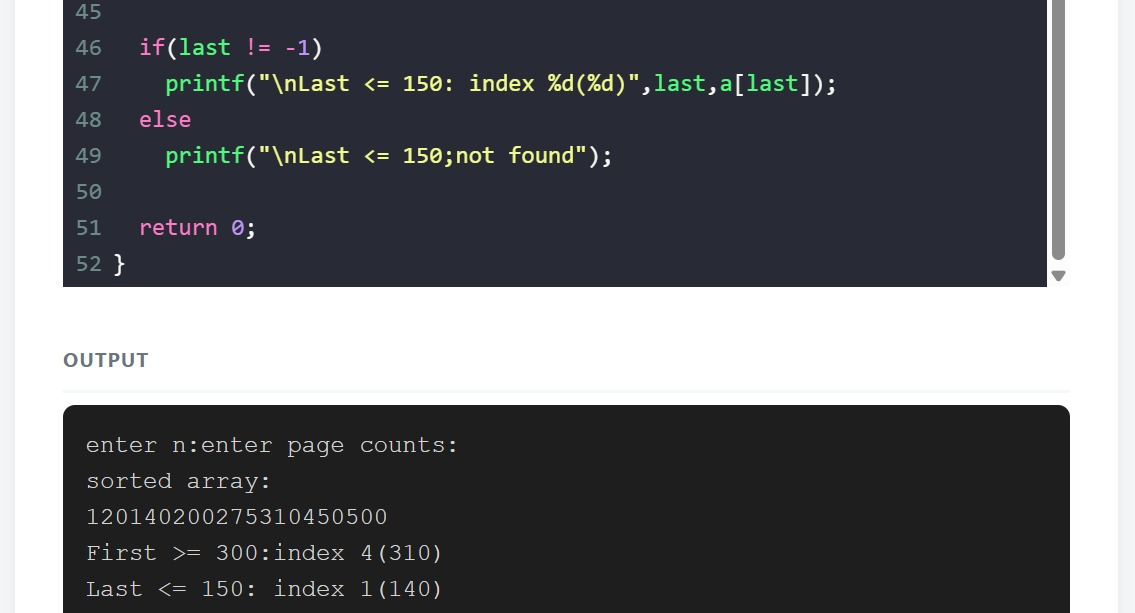 45
46 if(last != -1)
47 printf("\nLast <= 150: index %d(%d)",last,a[last]);
48 else
49 printf("\nLast <= 150;not found");
50
51 return 0;
52 }
OUTPUT
enter n:enter page counts:
sorted array:
120140200275310450500
First >= 300:index 4(310)
Last <= 150: index 1(140)